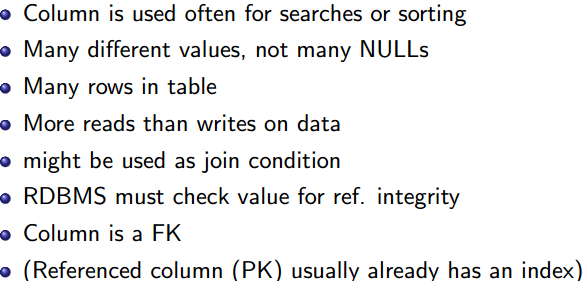 Column is used often for searches or sorting
Many different values, not many NULLs
Many rows in table
More reads than writes on data
might be used as join condition
RDBMS must check value for ref. integrity
Column is a FK
(Referenced column (PK) usually already has an index)